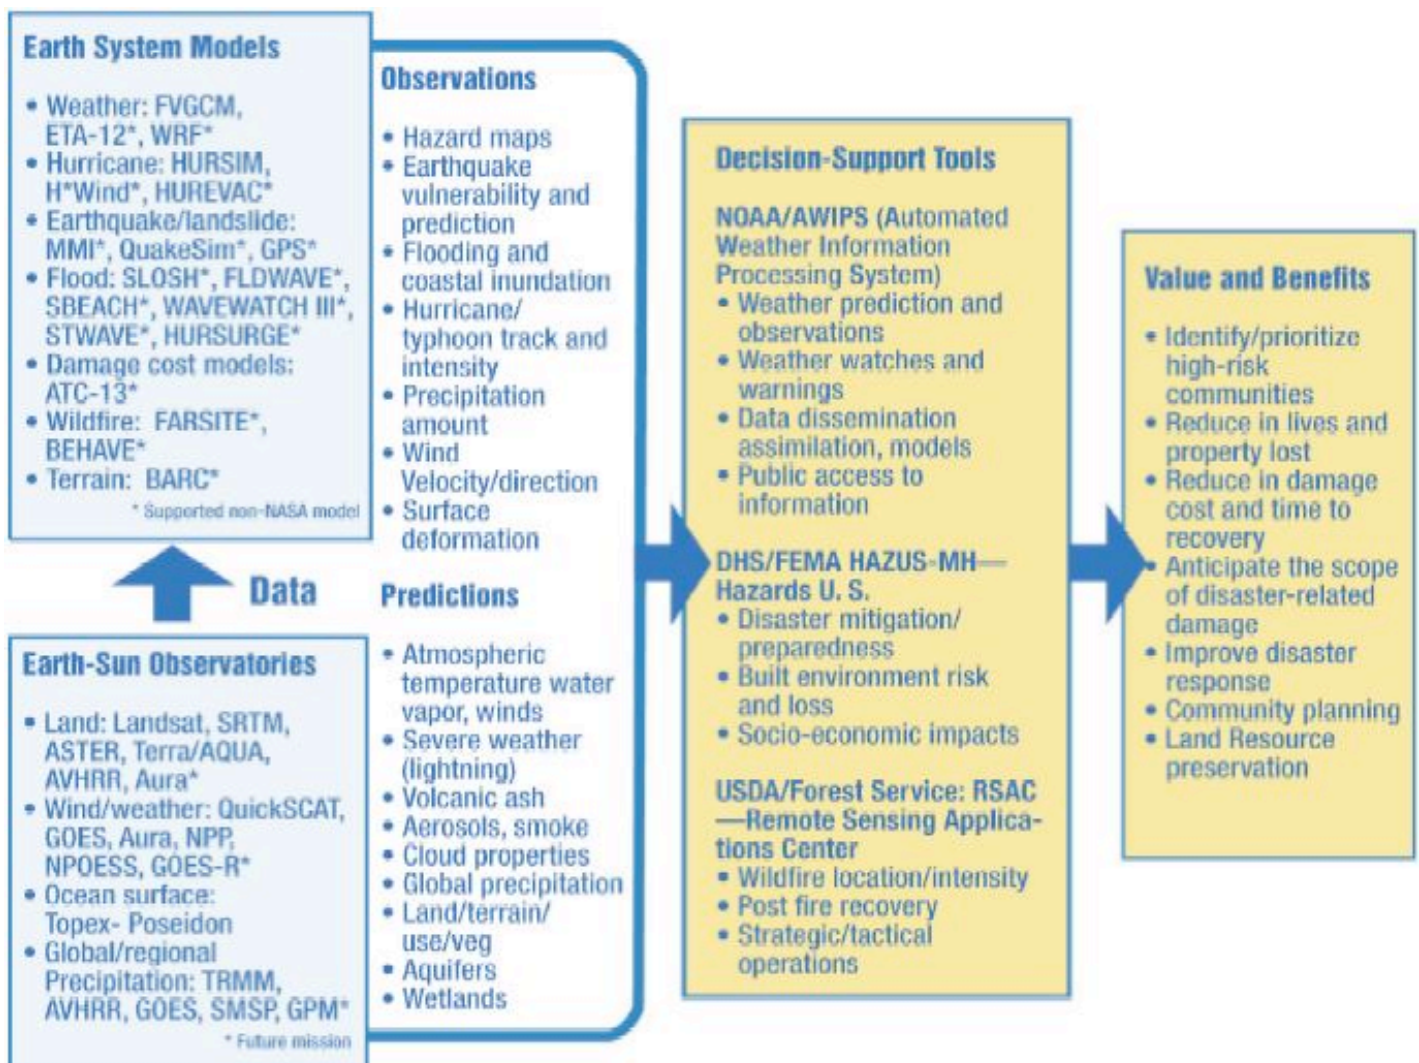 Earth System Models
• Weather: FVGCM,
ETA-12*, WRF*
• Hurricane: HURSIM,
H*Wind*, HUREVAC*
• Earthquake/landslide:
MMI*, QuakeSim*, GPS*
• Flood: SLOSH*, FLDWAVE*,
SBEACH*, WAVEWATCH III*,
STWAVE*, HURSURGE*
• Damage cost models:
ATC-13*
• Wildfire: FARSITE*,
BEHAVE*
• Terrain: BARC*
* Supported non-NASA model
Data
Earth-Sun Observatories
• Land: Landsat, SRTM,
ASTER, Terra/AQUA,
AVHRR, Aura*
• Wind/weather: QuickSCAT,
GOES, Aura, NPP,
NPOESS, GOES-R*
• Ocean surface:
Topex- Poseidon
• Global/regional
Precipitation: TRMM,
AVHRR, GOES, SMSP, GPM*
* Future mission
Observations
• Hazard maps
• Earthquake
vulnerability and
prediction
• Flooding and
coastal inundation
• Hurricane/
typhoon track and
intensity
• Precipitation
amount
• Wind
Velocity/direction
• Surface
deformation
Predictions
• Atmospheric
temperature water
vapor, winds
• Severe weather
(lightning)
• Volcanic ash
• Aerosols, smoke
• Cloud properties
• Global precipitation
• Land/terrain/
use/veg
• Aquifers
• Wetlands
Decision-Support Tools
NOAA/AWIPS (Automated
Weather Information
Processing System)
• Weather prediction and
observations
• Weather watches and
warnings
• Data dissemination
assimilation, models
• Public access to
information
DHS/FEMA HAZUS-MH—
Hazards U. S.
• Disaster mitigation/
preparedness
• Built environment risk
and loss
• Socio-economic impacts
USDA/Forest Service: RSAC
—Remote Sensing Applica-
tions Center
• Wildfire location/intensity
• Post fire recovery
• Strategic/tactical
operations
Value and Benefits
• Identify/prioritize
high-risk
communities
• Reduce in lives and
property lost
• Reduce in damage
cost and time to
recovery
• Anticipate the scope
of disaster-related
damage
• Improve disaster
response
• Community planning
• Land Resource
preservation